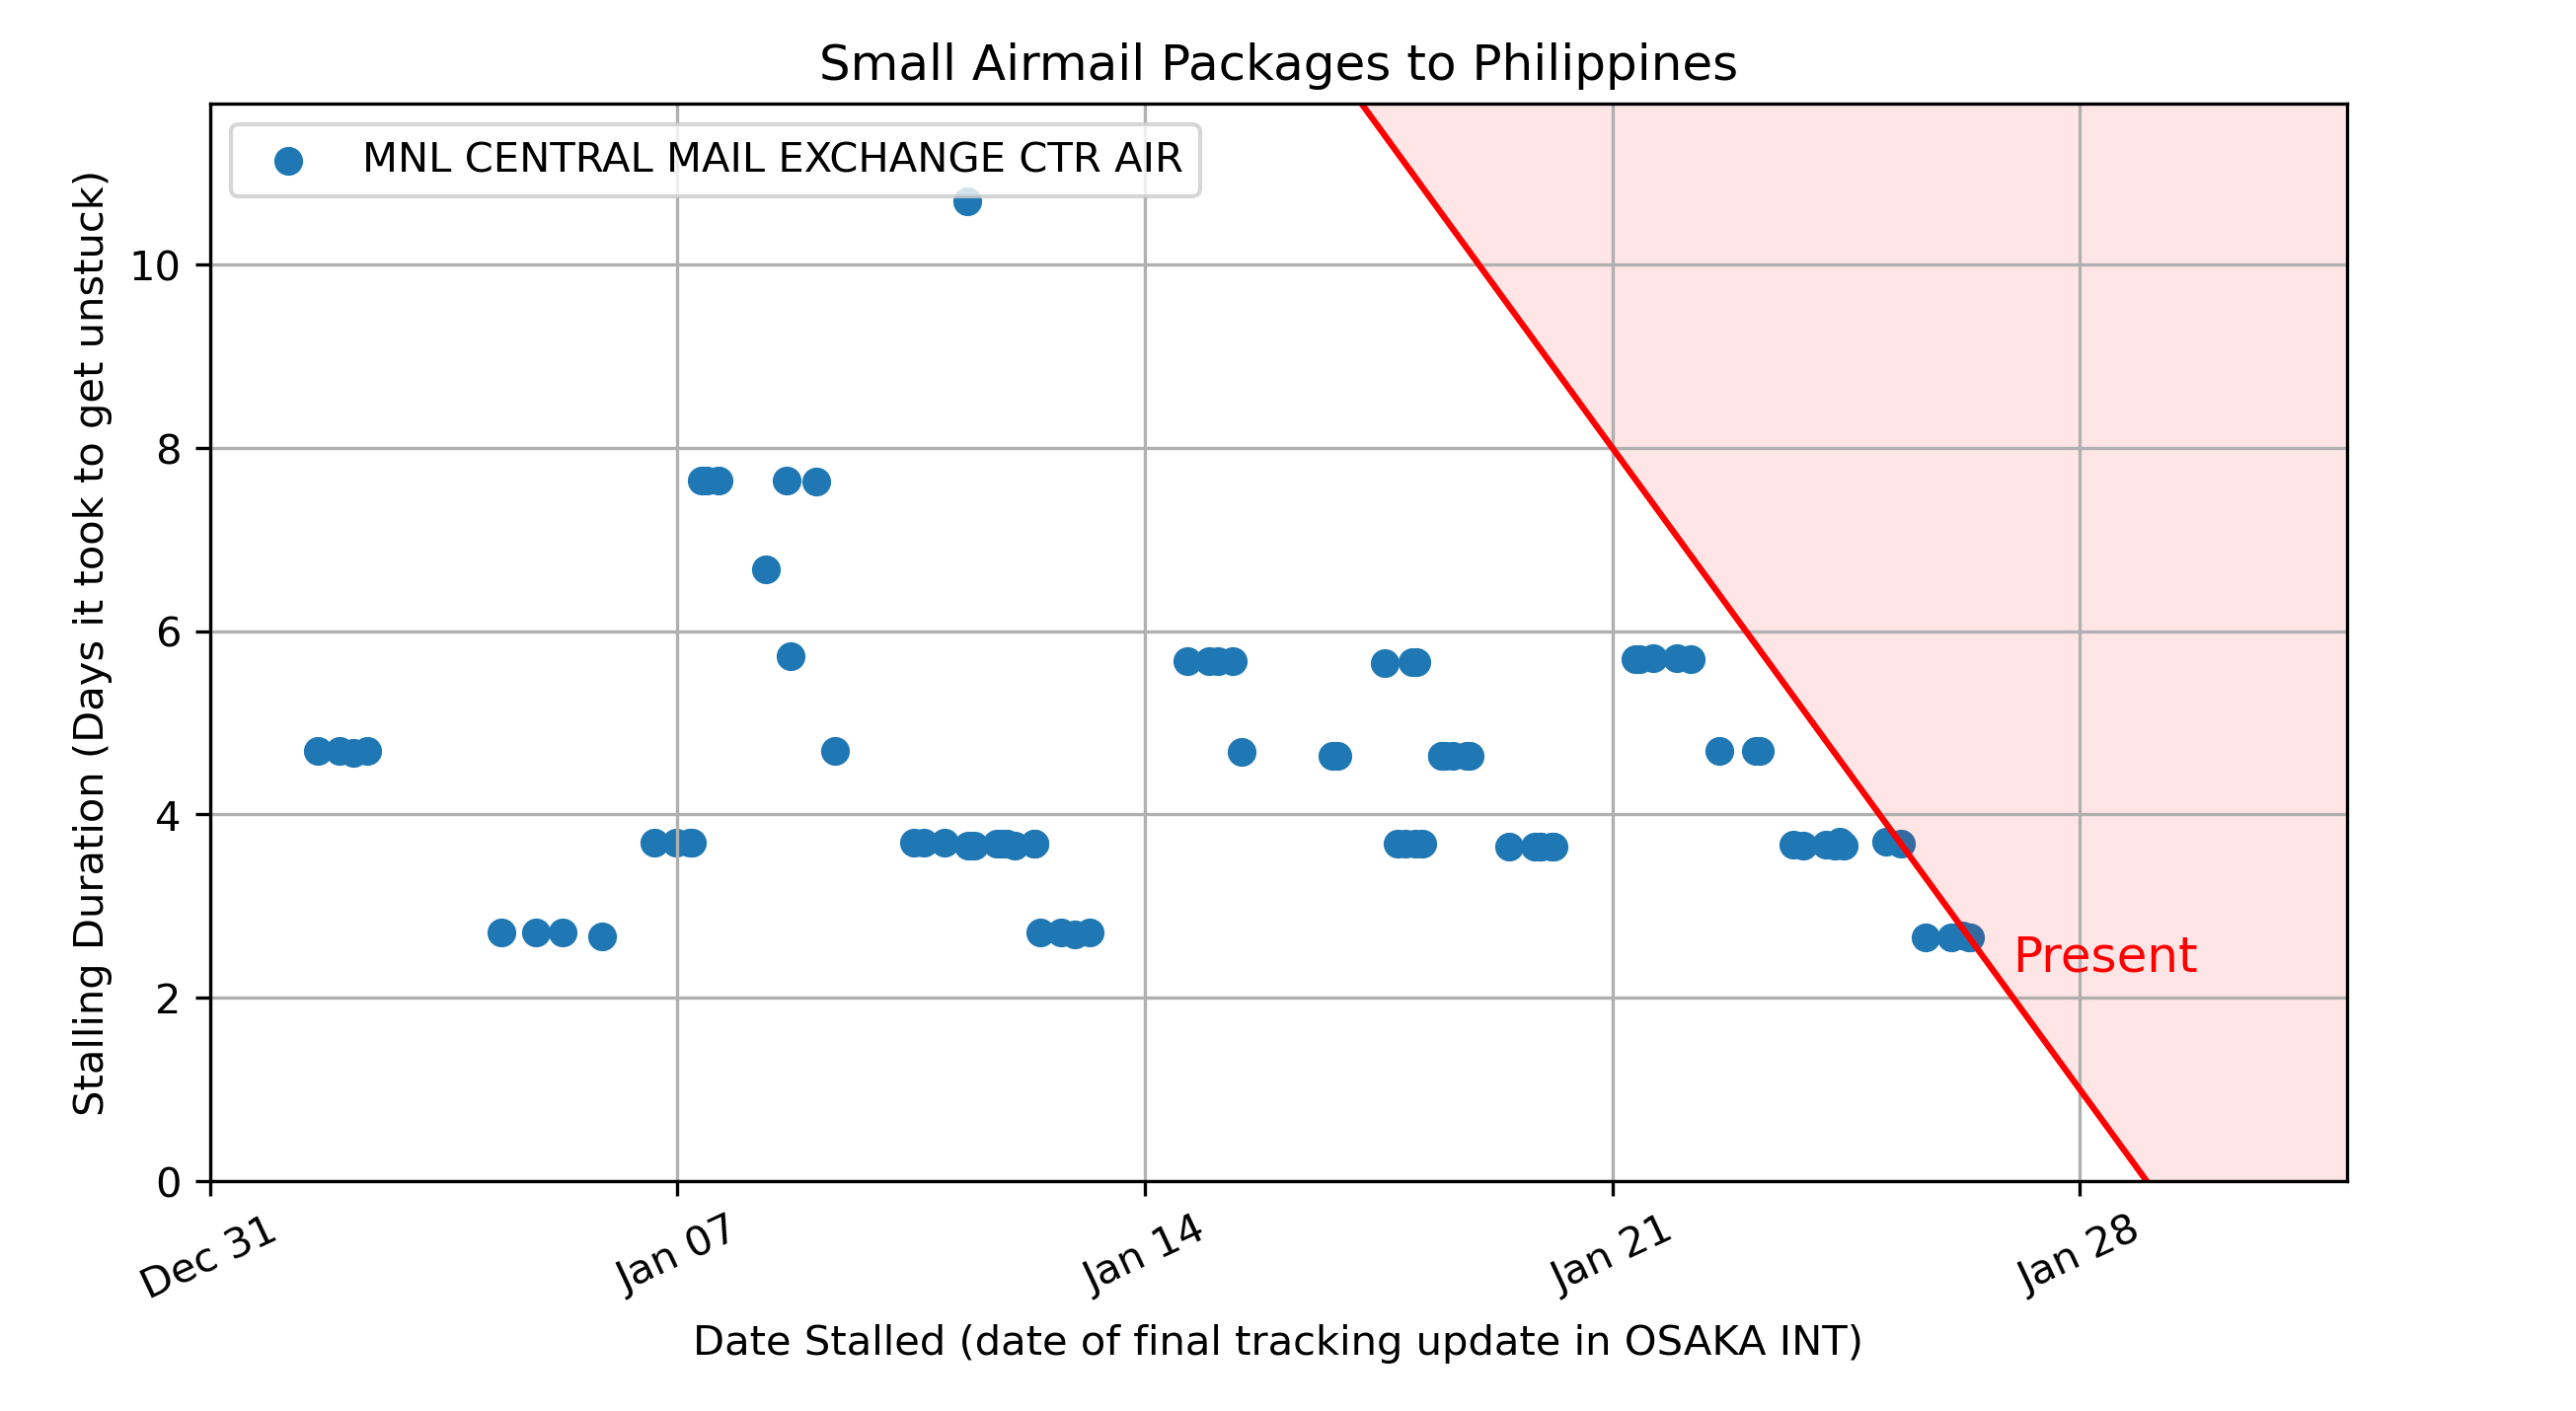 Small Airmail Packages to Philippines
MNL CENTRAL MAIL EXCHANGE CTR AIR
Stalling Duration (Days it took to get unstuck)
10
8
6
4
2
0
Present
Dec 31
Jan 07
Jan 14
Jan 21
Jan 28
Date Stalled (date of final tracking update in OSAKA INT)